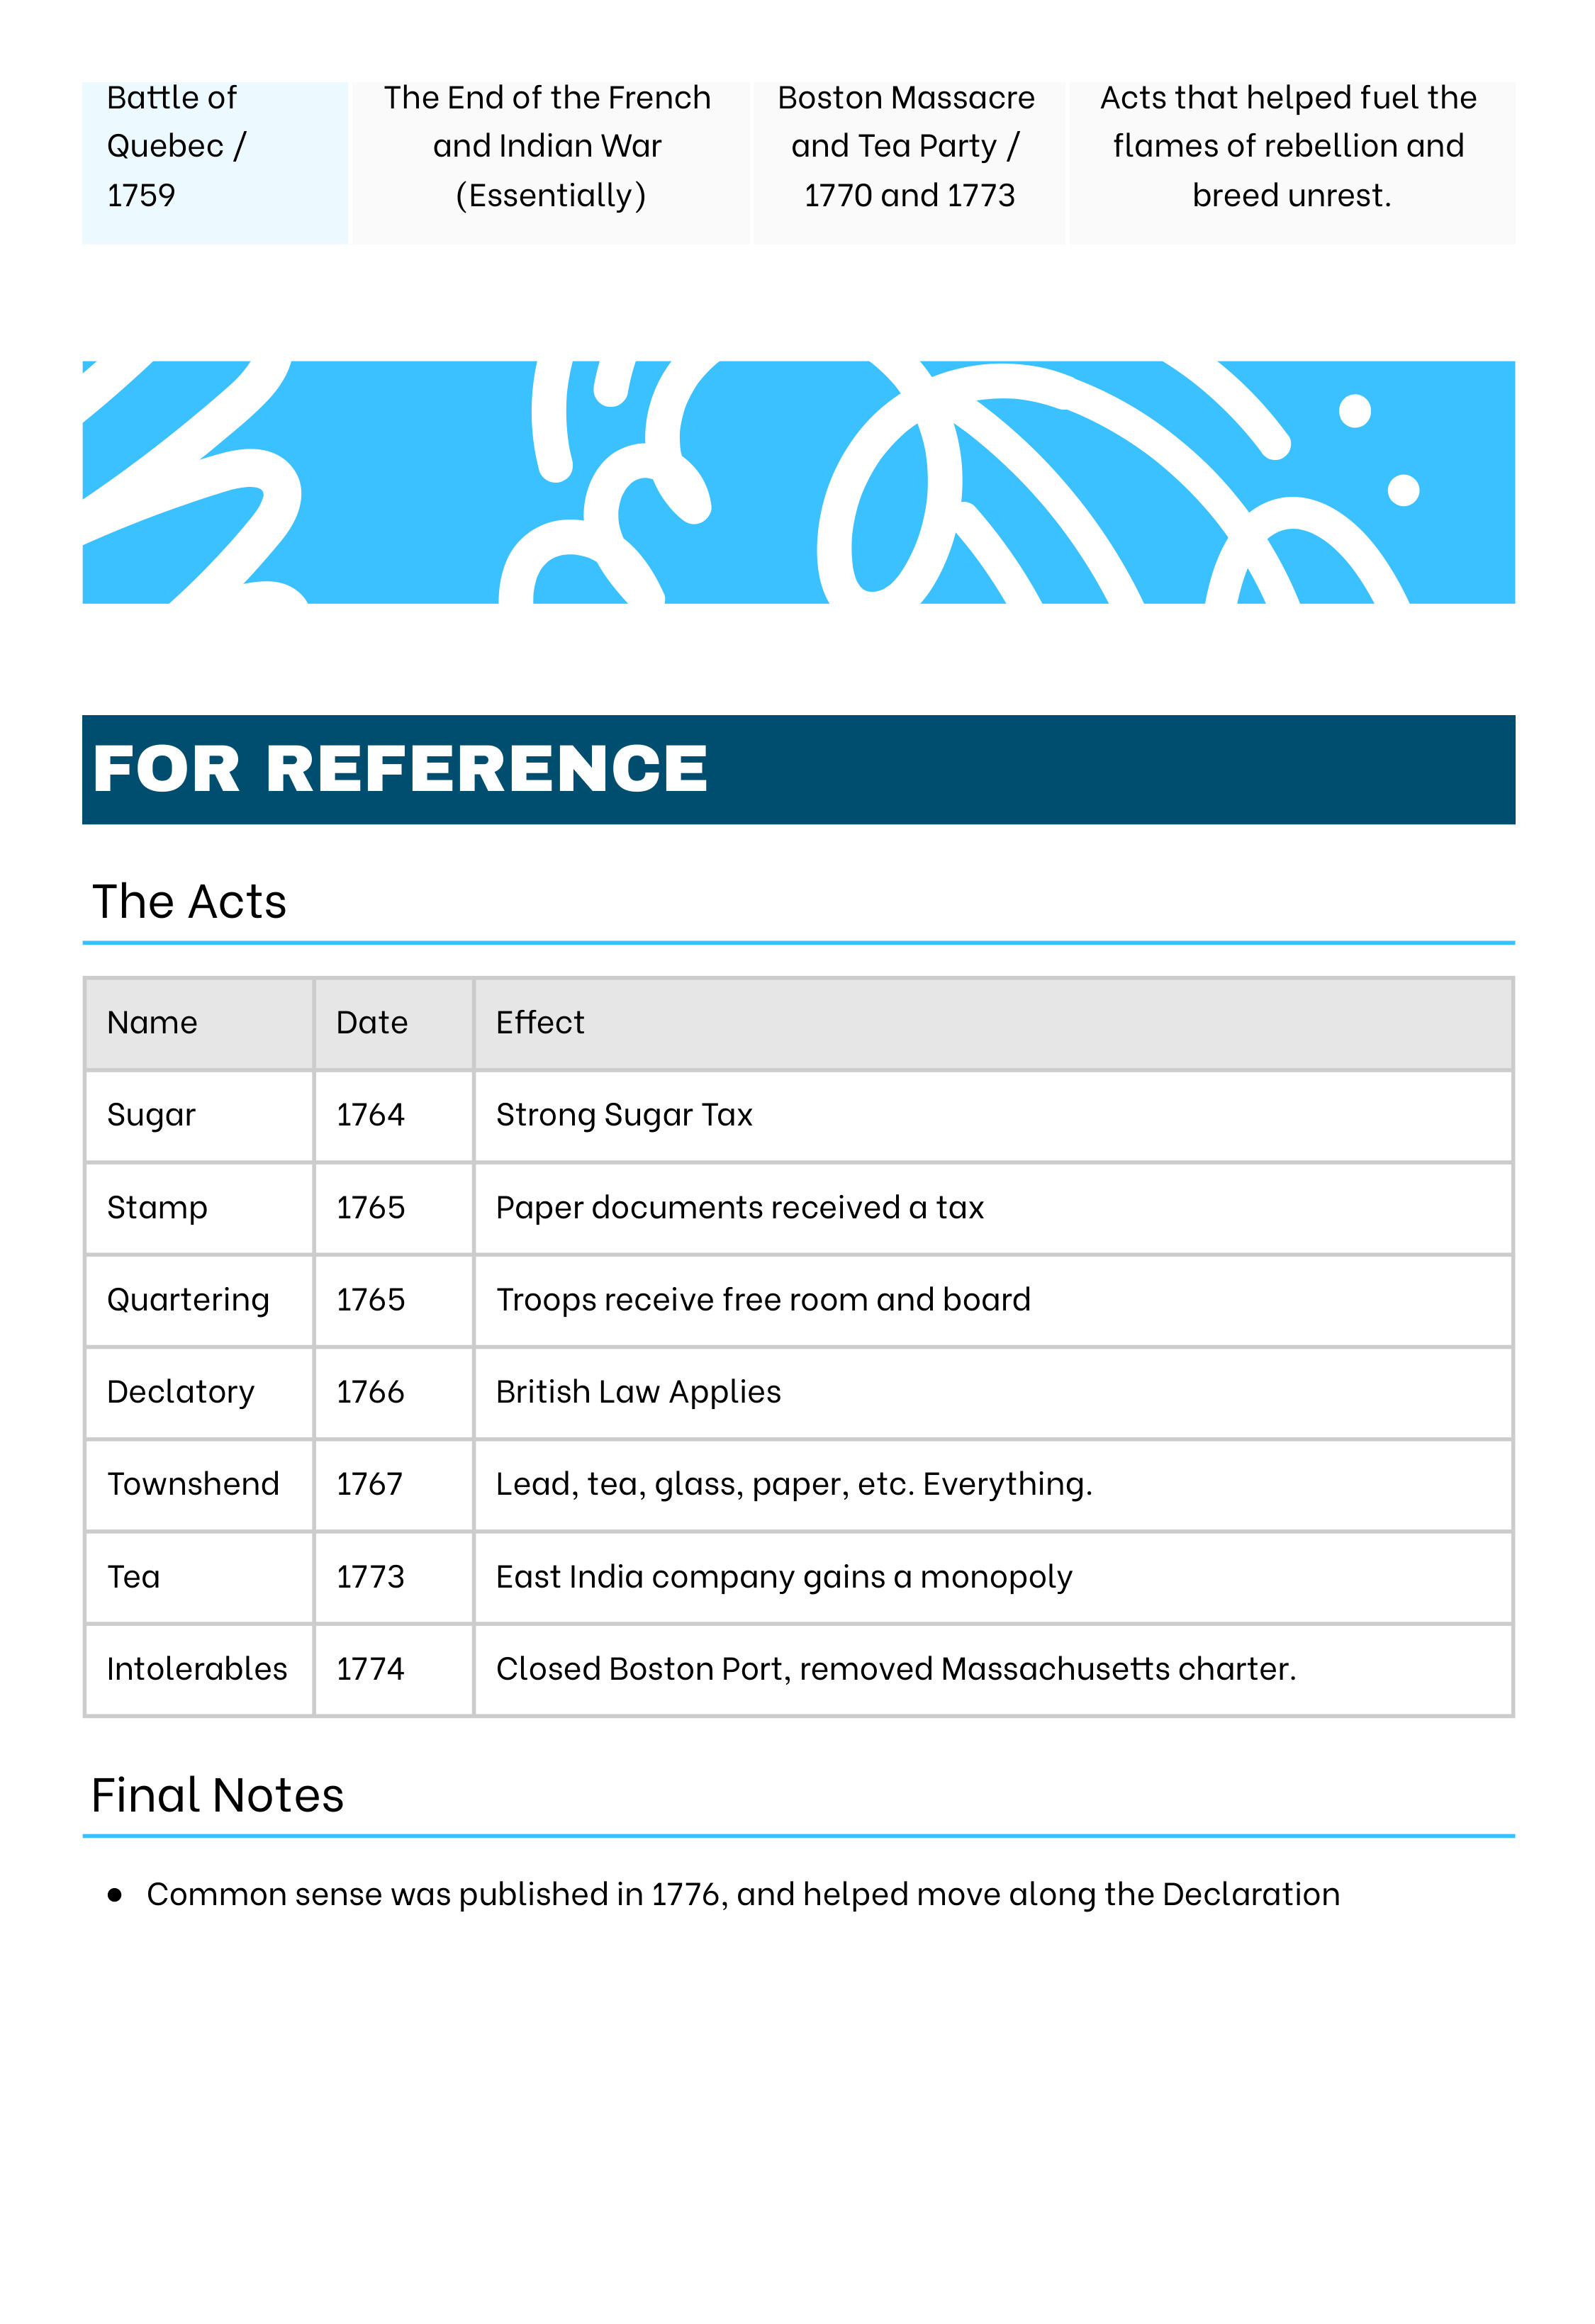 Battle of
Quebec /
1759
The End of the French
and Indian War
(Essentially)
Boston Massacre
and Tea Party /
1770 and 1773
Acts that helped fuel the
flames of rebellion and
breed unrest.
FOR REFERENCE
The Acts
Name Date Effect
Sugar 1764 Strong Sugar Tax
Stamp 1765 Paper documents received a tax
Quartering 1765 Troops receive free room and board
Declatory 1766 British Law Applies
Townshend 1767 Lead, tea, glass, paper, etc. Everything.
Tea 1773 East India company gains a monopoly
Intolerables 1774 Closed Boston Port, removed Massachusetts charter.
Final Notes
● Common sense was published in 1776, and helped move along the Declaration